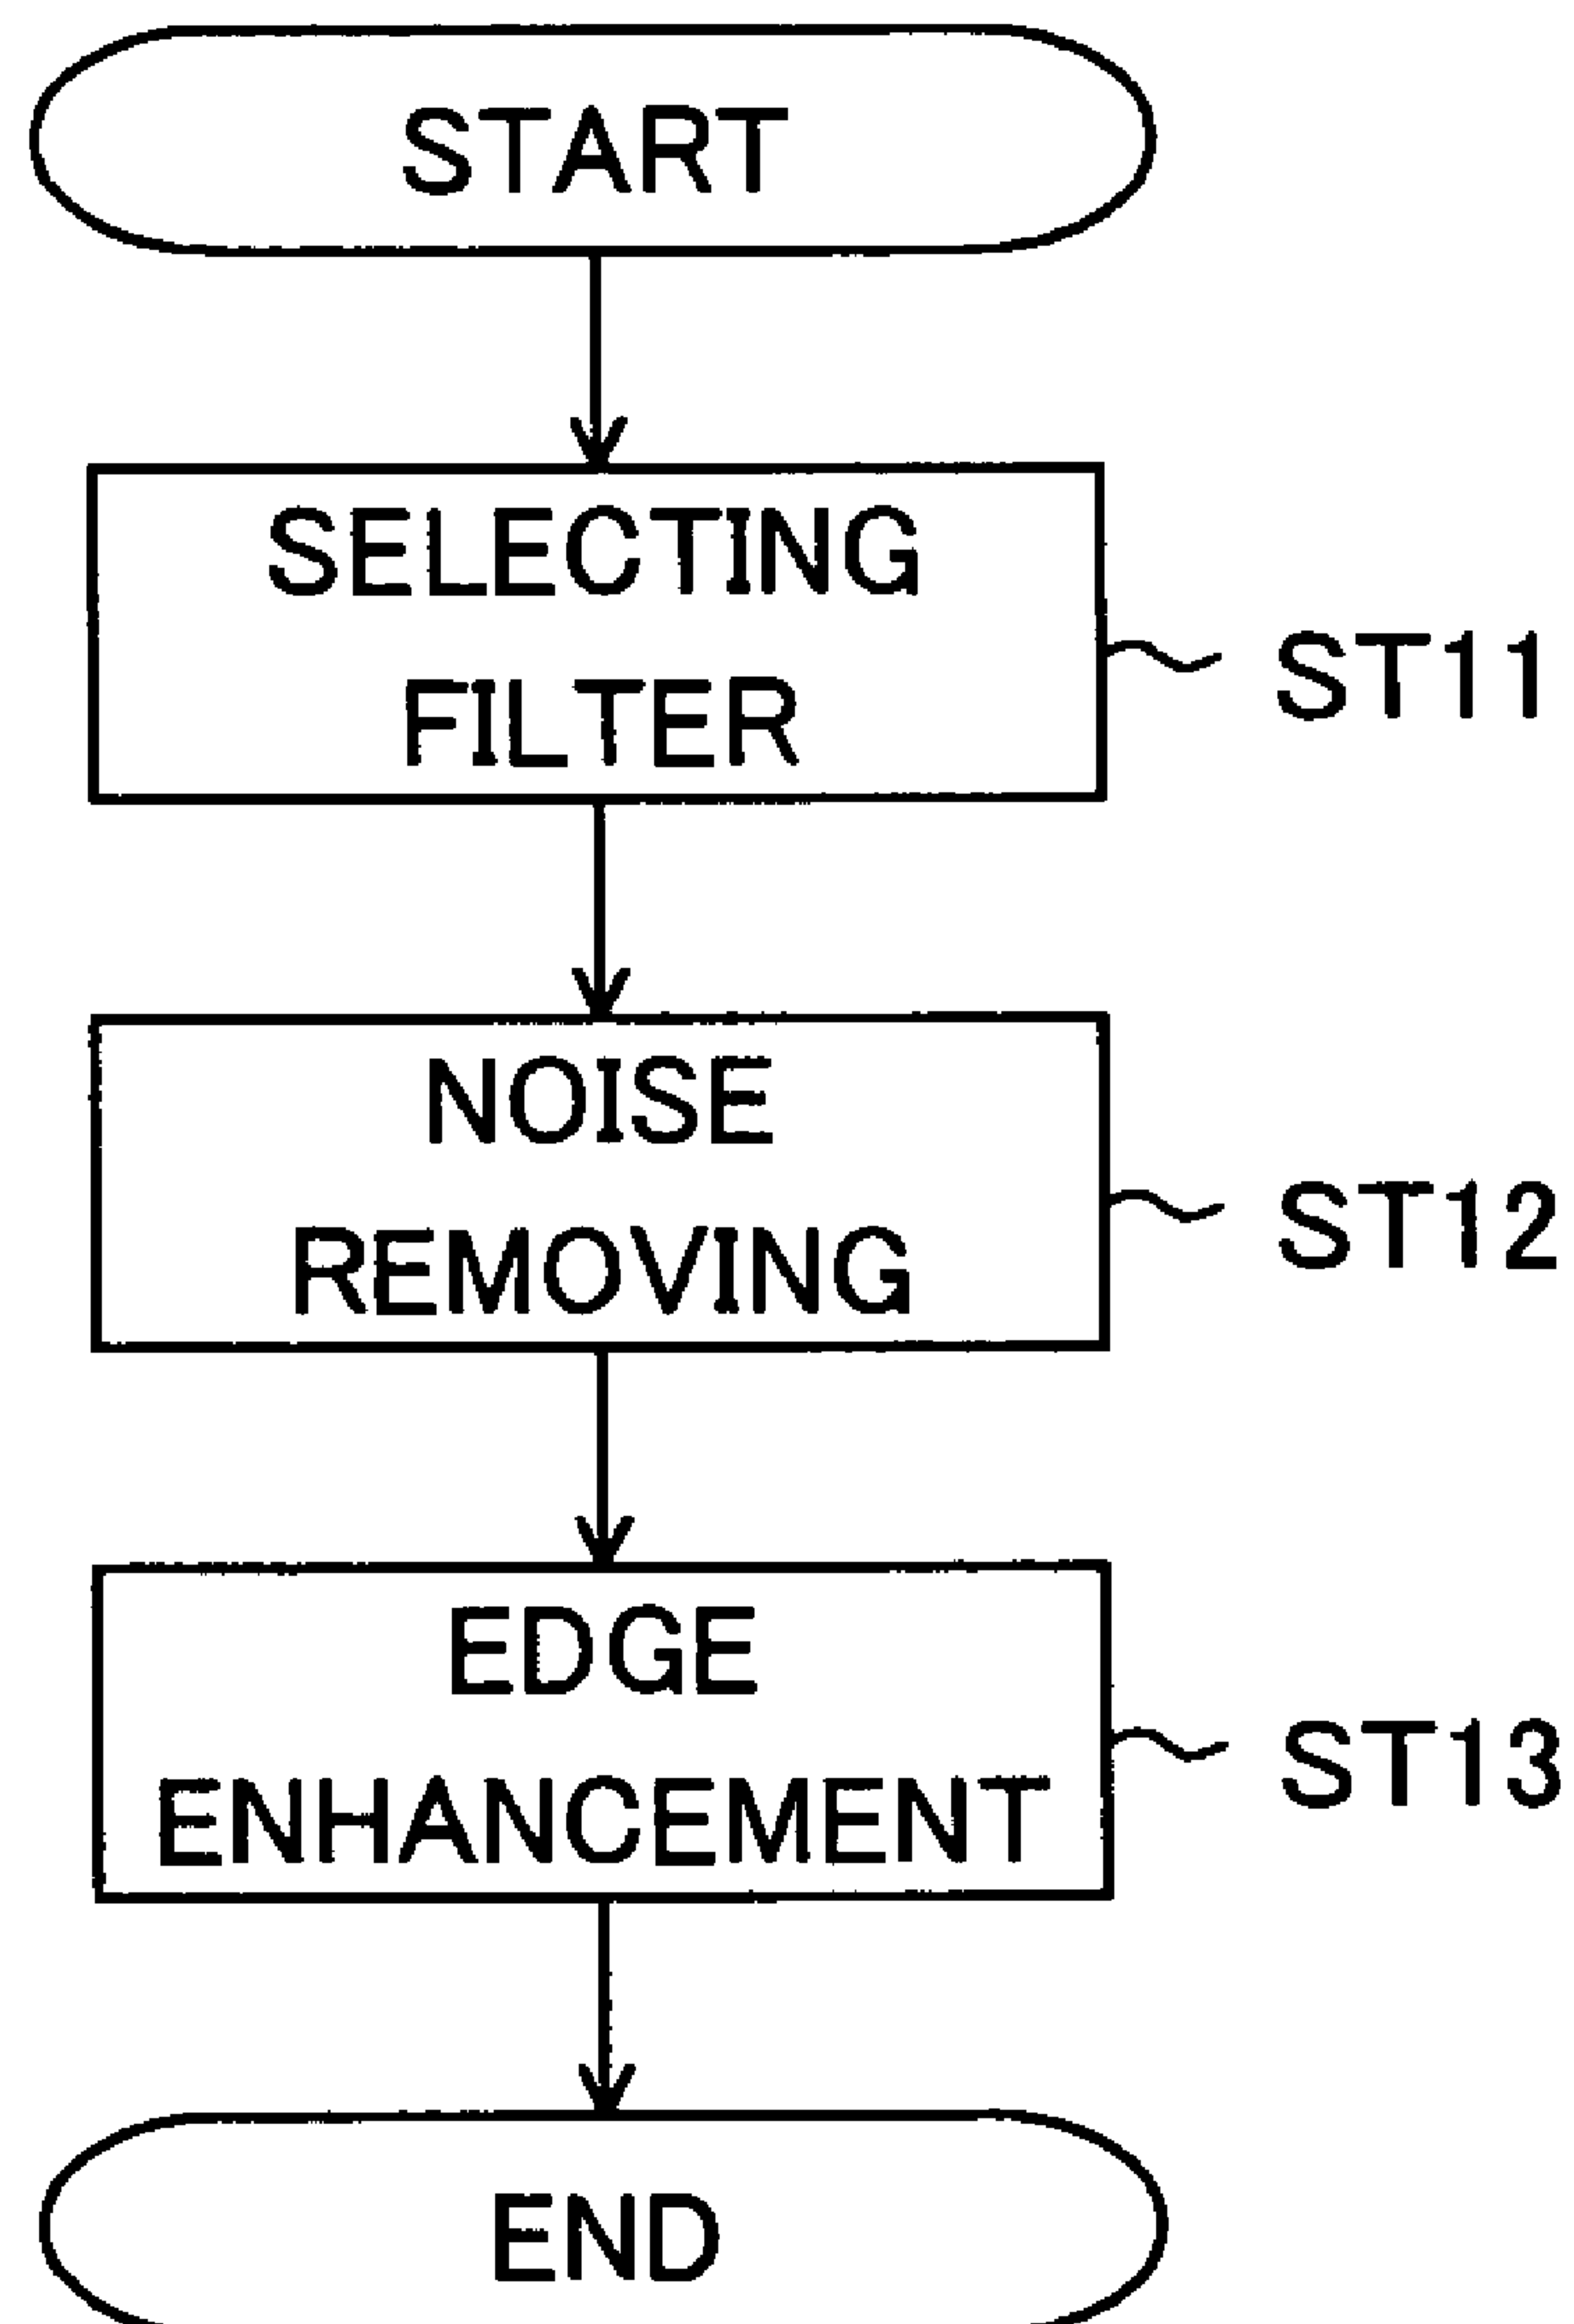 START
SELECTING
FILTER
ST11
NOISE
REMOVING
ST12
EDGE
ENHANCEMENT
ST13
END